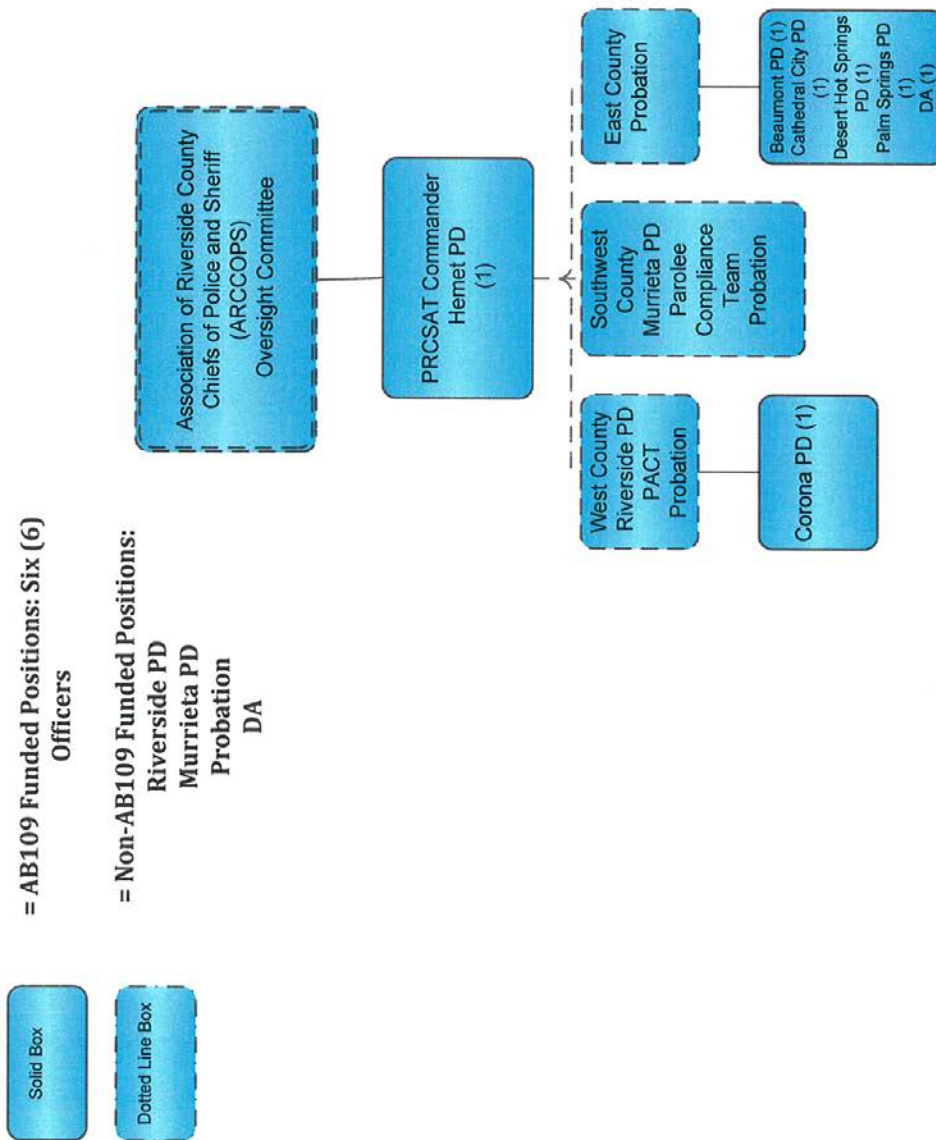 Solid Box
= AB109 Funded Positions: Six (6)
Officers
Dotted Line Box
= Non-AB109 Funded Positions:
Riverside PD
Murrieta PD
Probation
DA
Association of Riverside County
Chiefs of Police and Sheriff
(ARCCOPS)
Oversight Committee
PRCSAT Commander
Hemet PD
(1)
West County
Riverside PD
PACT
Probation
Southwest
County
Murrieta PD
Parolee
Compliance
Team
Probation
East County
Probation
Corona PD (1)
Beaumont PD (1)
Cathedral City PD
(1)
Desert Hot Springs
PD (1)
Palm Springs PD
(1)
DA (1)